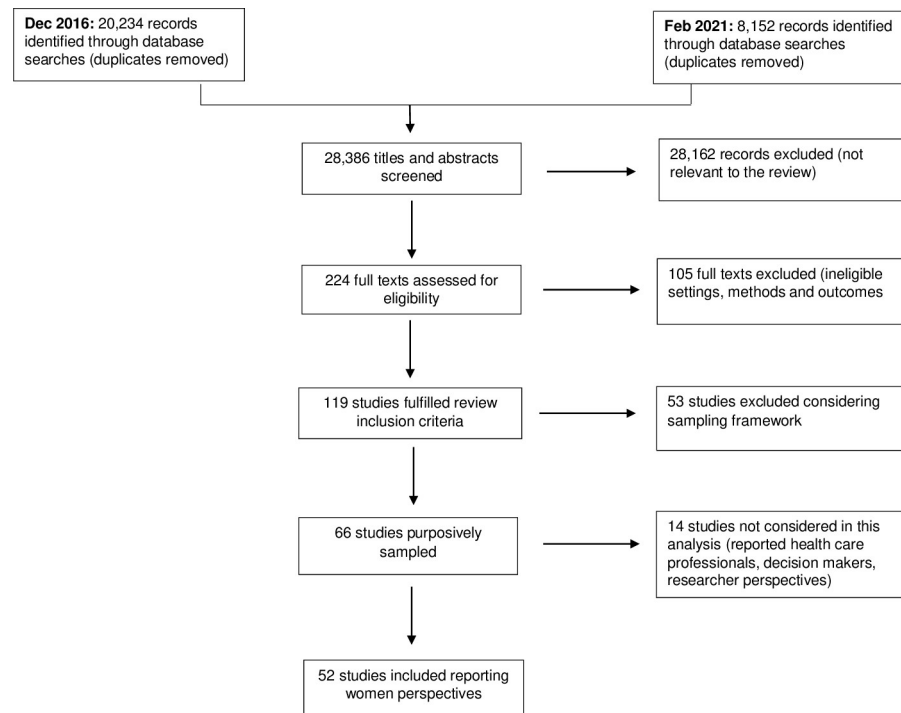 Dec 2016: 20,234 records
identified through database
searches (duplicates removed)
Feb 2021: 8,152 records identified
through database searches
(duplicates removed)
28,386 titles and abstracts
screened
28,162 records excluded (not
relevant to the review)
224 full texts assessed for
eligibility
105 full texts excluded (ineligible
settings, methods and outcomes
119 studies fulfilled review
inclusion criteria
53 studies excluded considering
sampling framework
66 studies purposively
sampled
14 studies not considered in this
analysis (reported health care
professionals, decision makers,
researcher perspectives)
52 studies included reporting
women perspectives